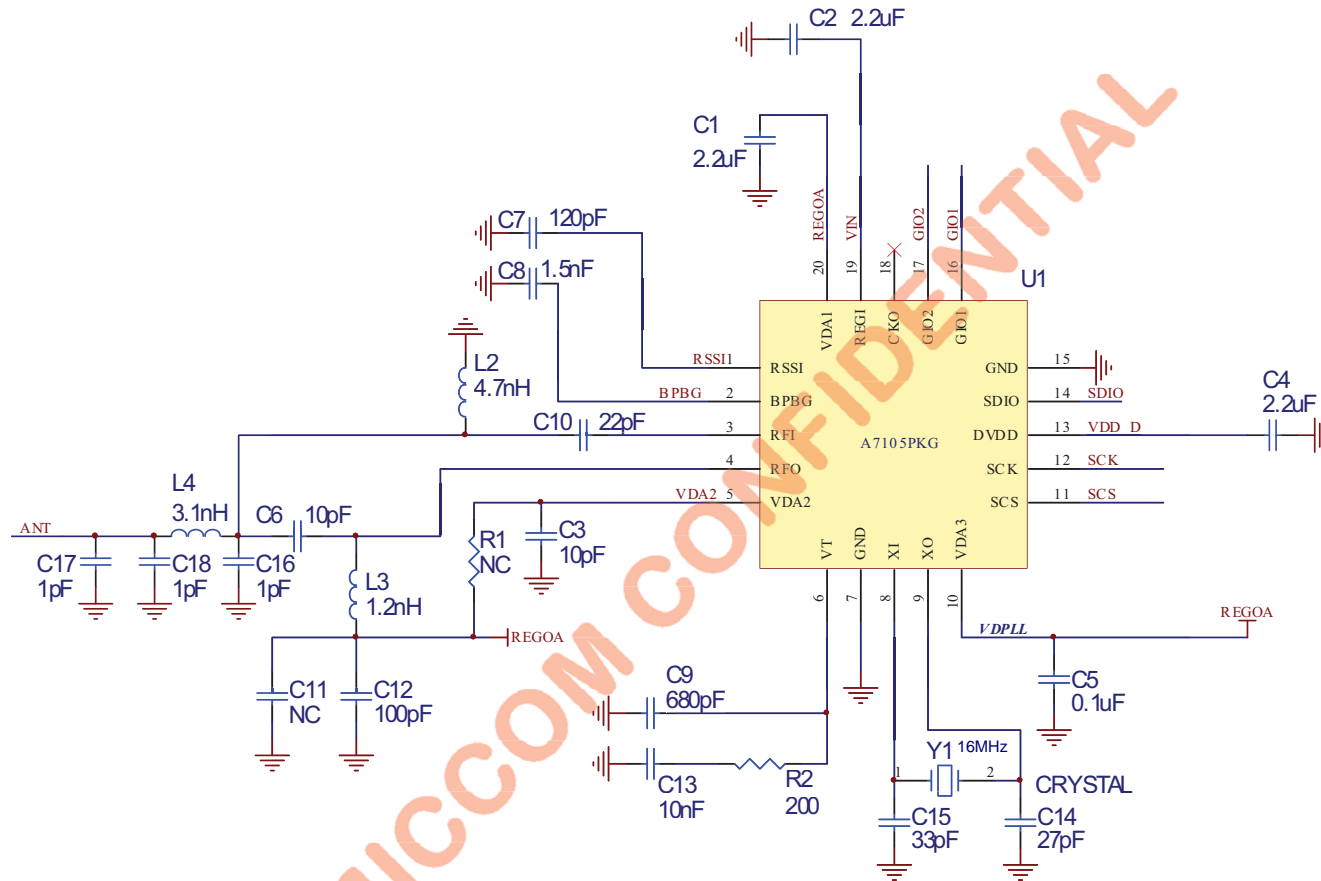 C2 2.2uF
C1
2.2uF
REGOA
VIN
GIO2
GIO1
20
19
18
17
16
U1
C7 120pF
C8 1.5nF
VDA1
REGI
CKO
GIO2
GIO1
L2
4.7nH
RSSI1
RSSI
GND
15
BPBG
2
BPBG
SDIO
14
SDIO
C4
2.2uF
C10 22pF
3
RFI
A7105PKG
DVDD
13
VDD D
4
RFO
SCK
12
SCK
VDA2
5
VDA2
SCS
11
SCS
L4
3.1nH
C6 10pF
ANT
R1
NC
C3
10pF
C17
1pF
C18
1pF
C16
1pF
L3
1.2nH
VT
GND
XI
XO
VDA3
6
7
8
9
10
REGOA
VDPLL
REGOA
C11
NC
C12
100pF
C9
680pF
C5
0.1uF
Y1 16MHz
1
2
CRYSTAL
C13
10nF
R2
200
C15
33pF
C14
27pF
MICCOM CONFIDENTIAL